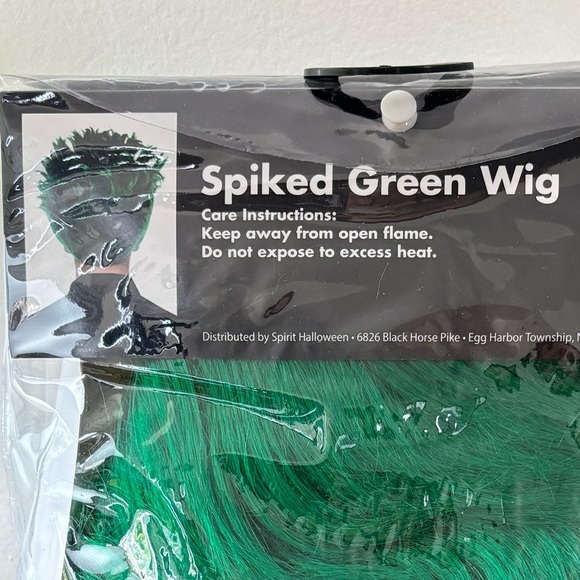 Spiked Green Wig
Care Instructions:
Keep away from open flame.
Do not expose to excess heat.
Distributed by Spirit Halloween • 6826 Black Horse Pike • Egg Harbor Township, N